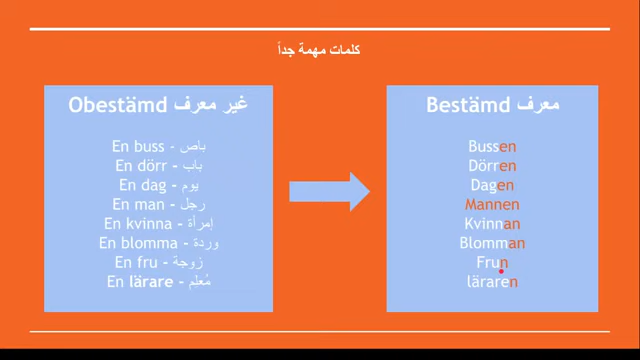 كلمات مهمة جداً
Obestämd غير معرف
En buss - باص
En dörr - باب
En dag - يوم
En man - رجل
En kvinna - إمرأة
En blomma - وردة
En fru - زوجة
En lärare - مُعلِم
Bestämd معرف
Bussen
Dörren
Dagen
Mannen
Kvinnan
Blomman
Frun
läraren